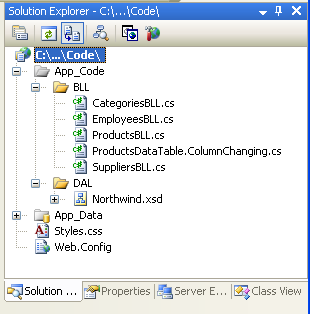 Solution Explorer - C:\...\Code\
C:\...\Code\
App_Code
BLL
CategoriesBLL.cs
EmployeesBLL.cs
ProductsBLL.cs
ProductsDataTable.ColumnChanging.cs
SuppliersBLL.cs
DAL
Northwind.xsd
App_Data
Styles.css
Web.Config
Solution ... Properties Server E... Class View